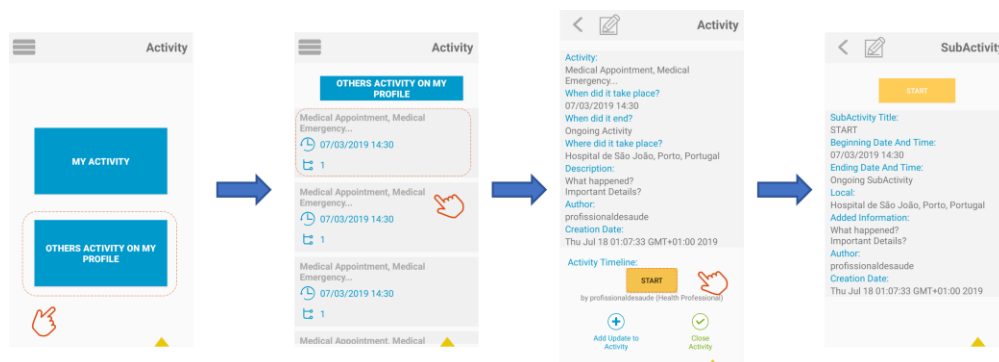 Activity
MY ACTIVITY
OTHERS ACTIVITY ON MY
PROFILE
Activity
OTHERS ACTIVITY ON MY
PROFILE
Medical Appointment, Medical
Emergency...
07/03/2019 14:30
1
Medical Appointment, Medical
Emergency...
07/03/2019 14:30
1
Medical Appointment, Medical
Emergency...
07/03/2019 14:30
1
Medical Appointment, Medical
Activity
Activity:
Medical Appointment, Medical
Emergency...
When did it take place?
07/03/2019 14:30
When did it end?
Ongoing Activity
Where did it take place?
Hospital de São João, Porto, Portugal
Description:
What happened?
Important Details?
Author:
profissionaldesaude
Creation Date:
Thu Jul 18 01:07:33 GMT+01:00 2019
Activity Timeline:
START
by profissionaldesaude (Health Professional)
Add Update to
Activity
Close
Activity
SubActivity
START
SubActivity Title:
START
Beginning Date And Time:
07/03/2019 14:30
Ending Date And Time:
Ongoing SubActivity
Local:
Hospital de São João, Porto, Portugal
Added Information:
What happened?
Important Details?
Author:
profissionaldesaude
Creation Date:
Thu Jul 18 01:07:33 GMT+01:00 2019